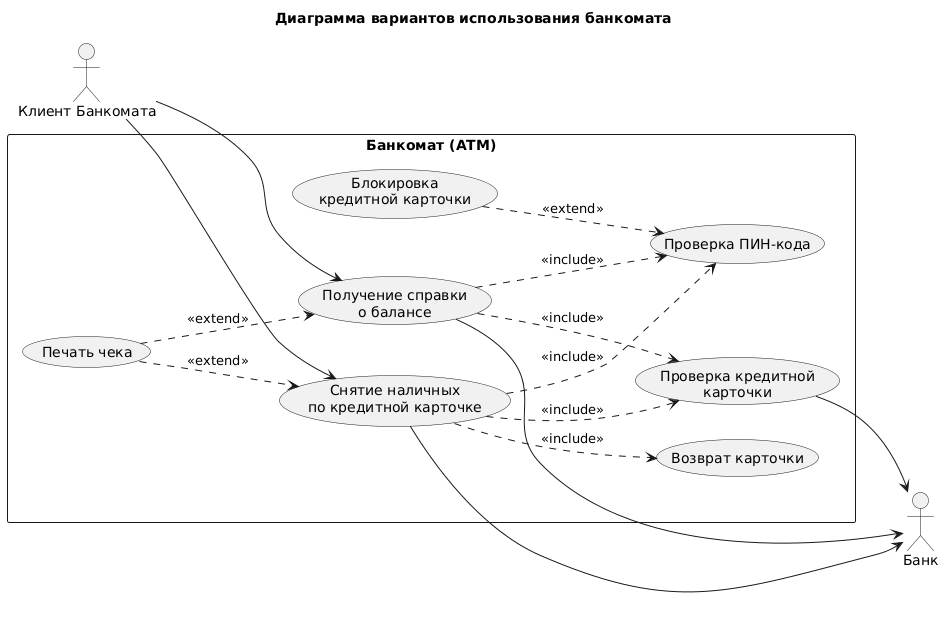 Диаграмма вариантов использования банкомата
Клиент Банкомата
Банкомат (ATM)
Блокировка
кредитной карточки
«extend»
Проверка ПИН-кода
«include»
Получение справки
о балансе
«extend»
«include»
Печать чека
«extend»
«include»
Снятие наличных
по кредитной карточке
Проверка кредитной
карточки
«include»
«include»
Возврат карточки
Банк